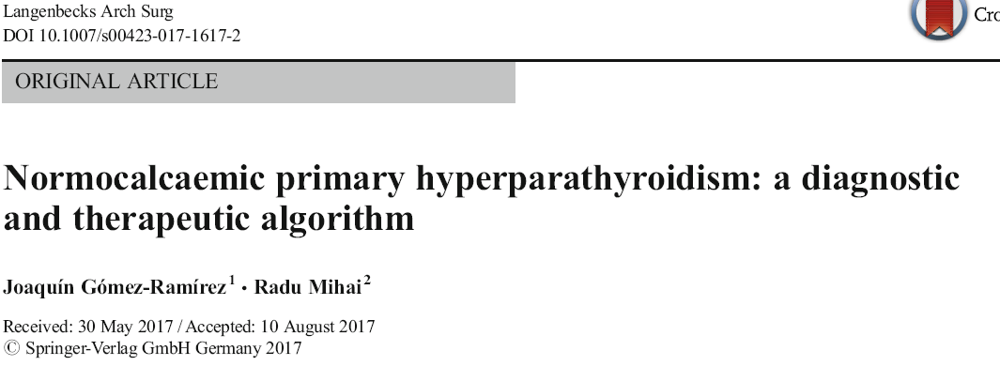 Langenbecks Arch Surg
DOI 10.1007/s00423-017-1617-2
Cro
ORIGINAL ARTICLE
Normocalcaemic primary hyperparathyroidism: a diagnostic
and therapeutic algorithm
Joaquín Gómez-Ramírez1 · Radu Mihai2
Received: 30 May 2017 / Accepted: 10 August 2017
© Springer-Verlag GmbH Germany 2017